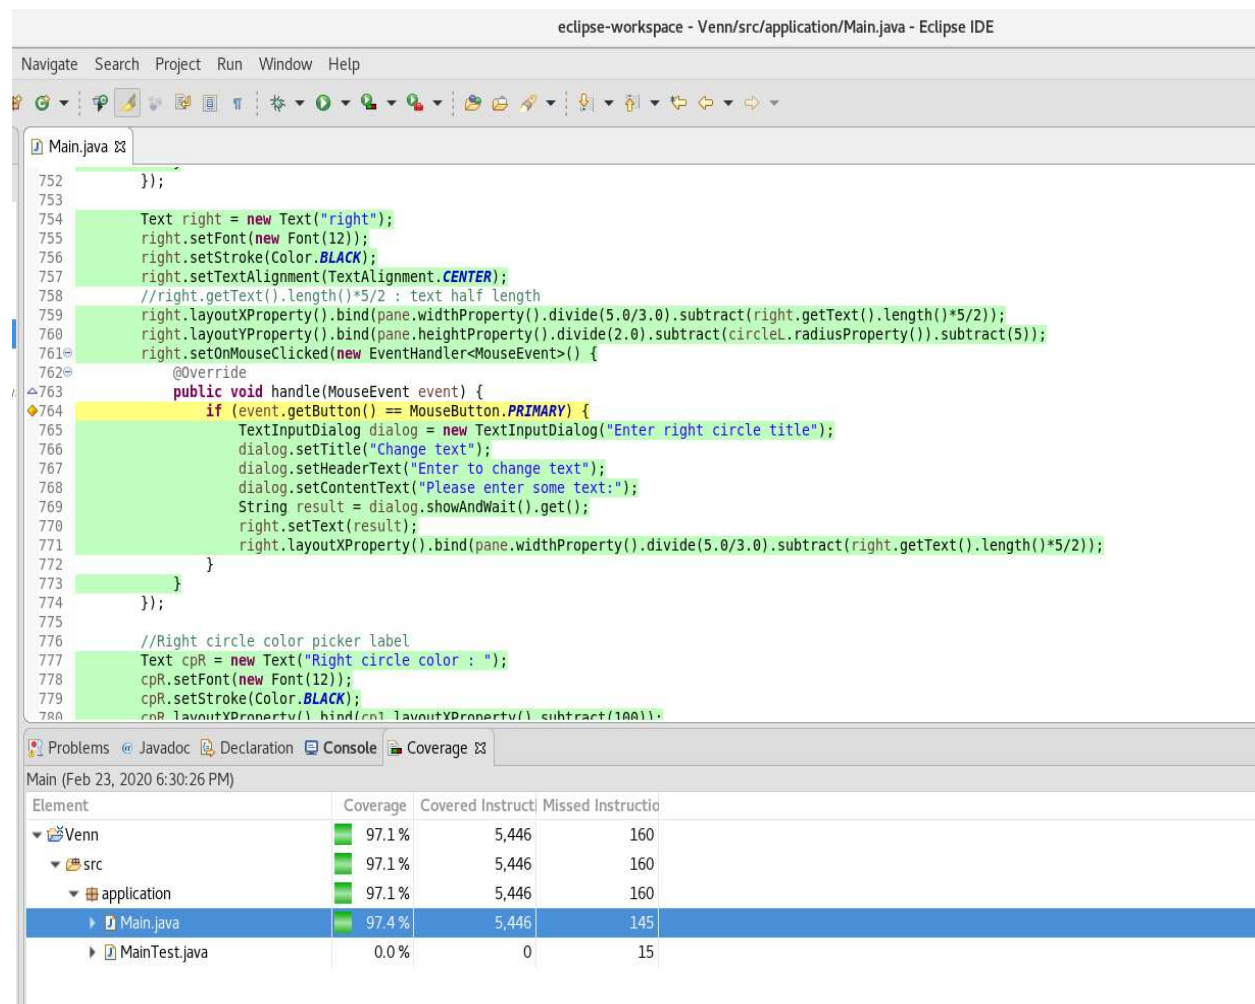 eclipse-workspace - Venn/src/application/Main.java - Eclipse IDE
Navigate Search Project Run Window Help
Main.java
752 });
753
754 Text right = new Text("right");
755 right.setFont(new Font(12));
756 right.setStroke(Color.BLACK);
757 right.setTextAlignment(TextAlignment.CENTER);
758 //right.getText().length()*5/2 : text half length
759 right.layoutXProperty().bind(pane.widthProperty().divide(5.0/3.0).subtract(right.getText().length()*5/2));
760 right.layoutYProperty().bind(pane.heightProperty().divide(2.0).subtract(circleL.radiusProperty()).subtract(5));
761 right.setOnMouseClicked(new EventHandler<MouseEvent>() {
762 @Override
763 public void handle(MouseEvent event) {
764 if (event.getButton() == MouseButton.PRIMARY) {
765 TextInputDialog dialog = new TextInputDialog("Enter right circle title");
766 dialog.setTitle("Change text");
767 dialog.setHeaderText("Enter to change text");
768 dialog.setContentText("Please enter some text:");
769 String result = dialog.showAndWait().get();
770 right.setText(result);
771 right.layoutXProperty().bind(pane.widthProperty().divide(5.0/3.0).subtract(right.getText().length()*5/2));
772 }
773 }
774 });
775
776 //Right circle color picker label
777 Text cpR = new Text("Right circle color : ");
778 cpR.setFont(new Font(12));
779 cpR.setStroke(Color.BLACK);
780 cpR.layoutXProperty().bind(cp1.layoutXProperty().subtract(100));
Problems Javadoc Declaration Console Coverage
Main (Feb 23, 2020 6:30:26 PM)
Element Coverage Covered Instructi Missed Instructio
Venn 97.1 % 5,446 160
src 97.1 % 5,446 160
application 97.1 % 5,446 160
Main.java 97.4 % 5,446 145
MainTest.java 0.0 % 0 15